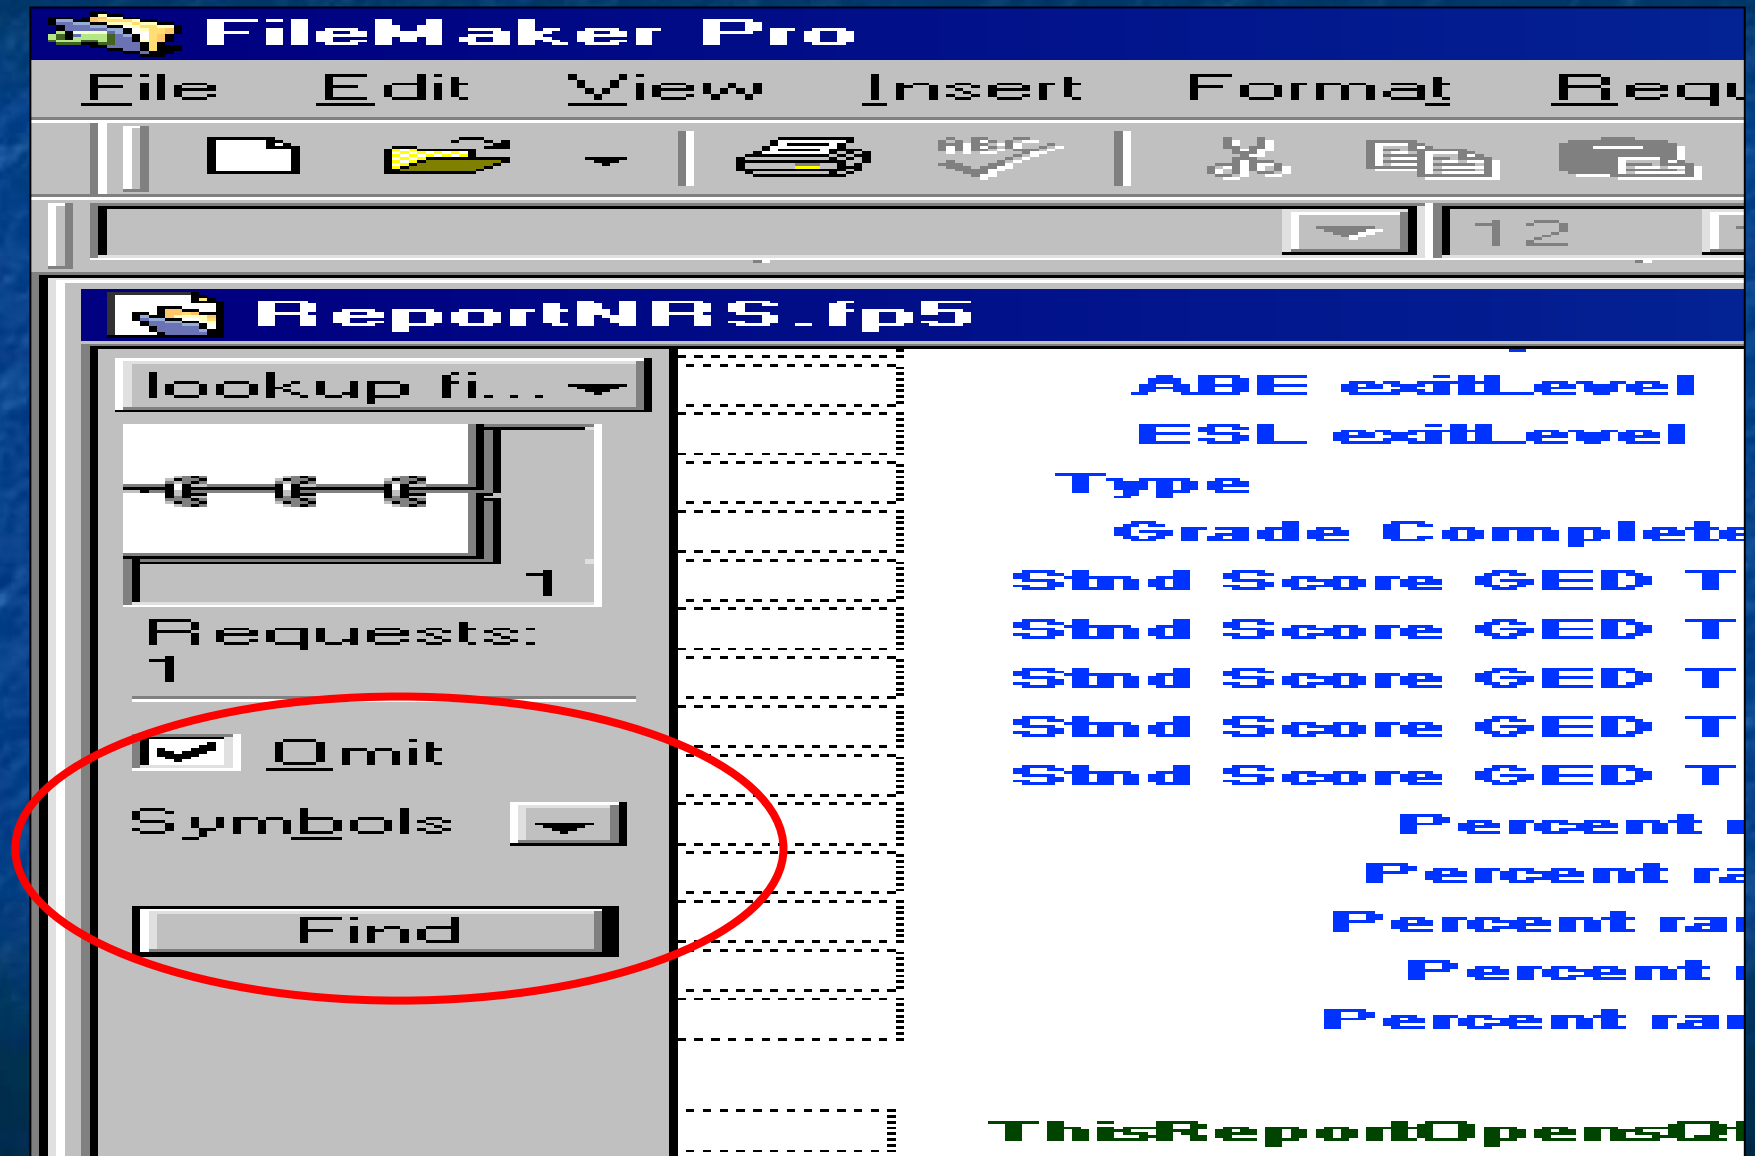 FileMaker Pro
File Edit View Insert Format
ABC
12
ReportNRS.fp5
lookup fi...
ABE exitLevel
ESL exitLevel
Type
Grade
1
Stnd Score GED T
Requests:
Stnd Score GED T
1
Stnd Score GED T
Stnd Score GED T
Omit
Stnd Score GED T
Symbols
Percent
Percent
Find
Percent
Percent
Percent